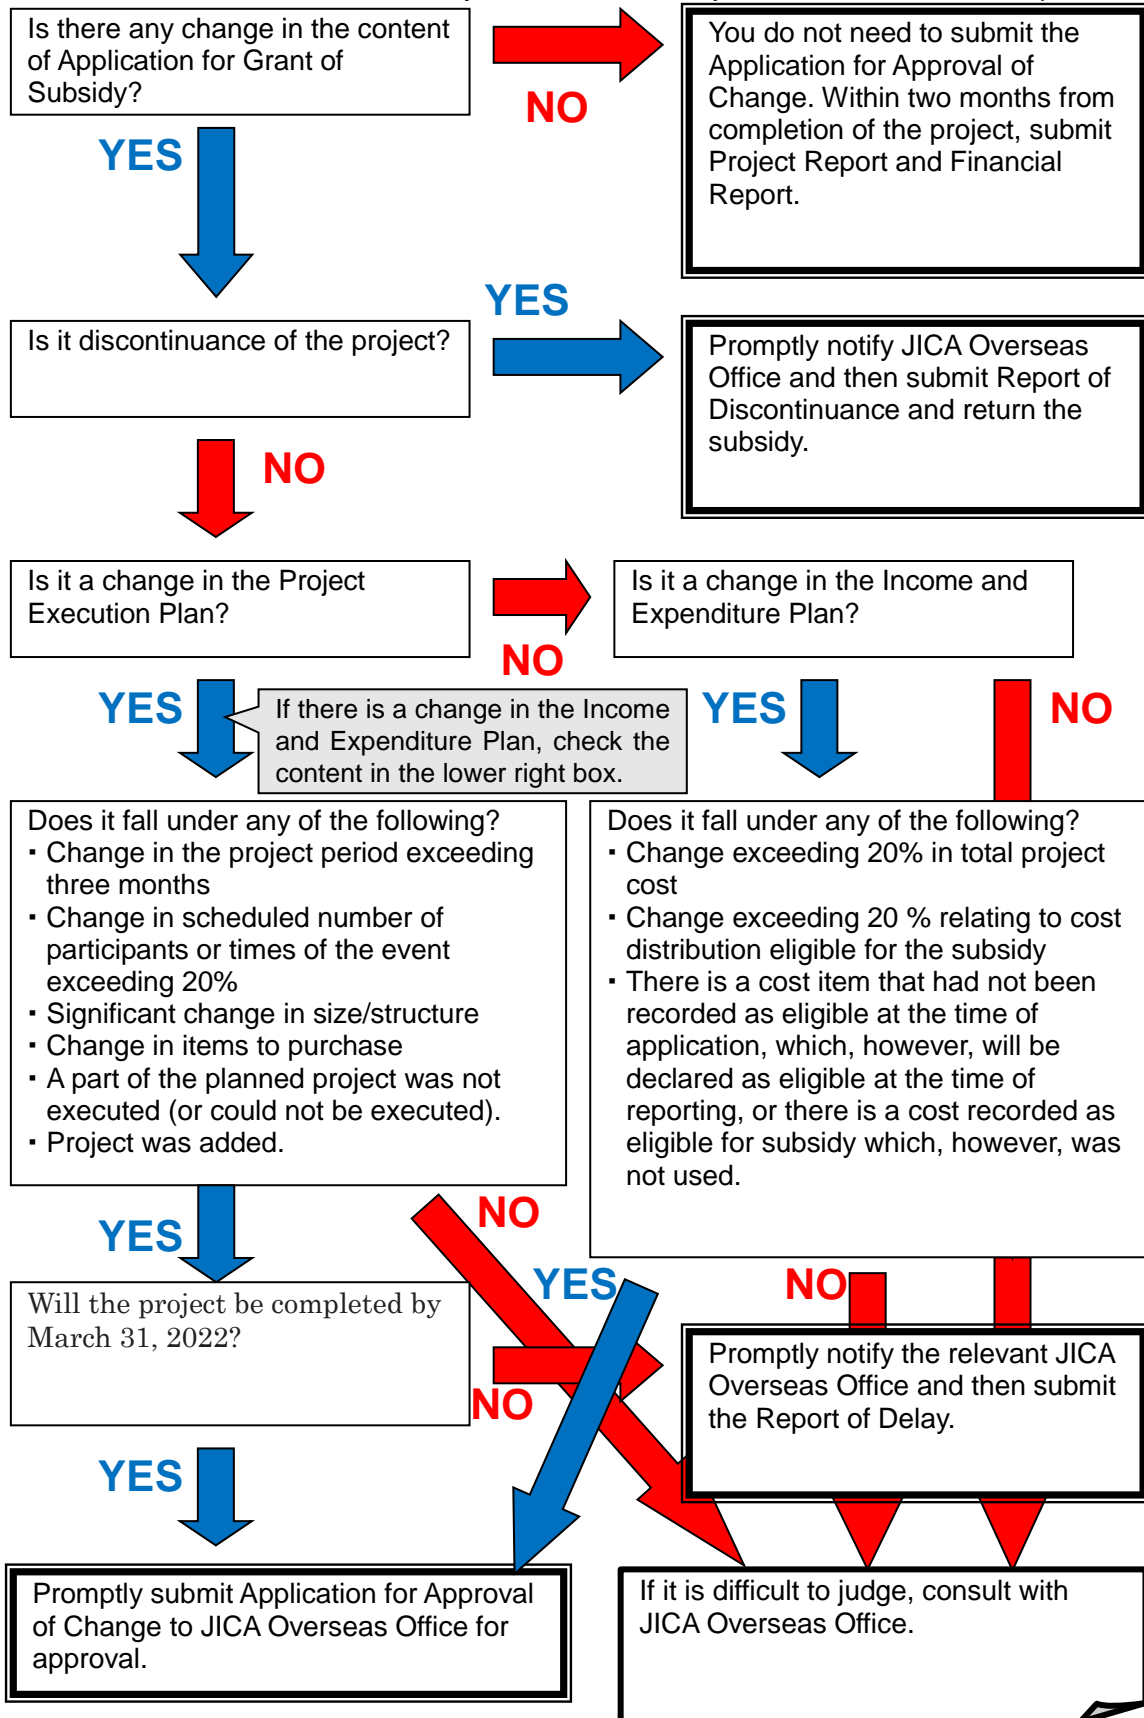 Is there any change in the content
of Application for Grant of
Subsidy?
NO
You do not need to submit the
Application for Approval of
Change. Within two months from
completion of the project, submit
Project Report and Financial
Report.
YES
Is it discontinuance of the project?
YES
Promptly notify JICA Overseas
Office and then submit Report of
Discontinuance and return the
subsidy.
NO
Is it a change in the Project
Execution Plan?
NO
Is it a change in the Income and
Expenditure Plan?
YES
If there is a change in the Income
and Expenditure Plan, check the
content in the lower right box.
YES
NO
Does it fall under any of the following?
・Change in the project period exceeding
three months
・Change in scheduled number of
participants or times of the event
exceeding 20%
・Significant change in size/structure
・Change in items to purchase
・A part of the planned project was not
executed (or could not be executed).
・Project was added.
Does it fall under any of the following?
・Change exceeding 20% in total project
cost
・Change exceeding 20 % relating to cost
distribution eligible for the subsidy
・There is a cost item that had not been
recorded as eligible at the time of
application, which, however, will be
declared as eligible at the time of
reporting, or there is a cost recorded as
eligible for subsidy which, however, was
not used.
YES
NO
YES
NO
Will the project be completed by
March 31, 2022?
NO
Promptly notify the relevant JICA
Overseas Office and then submit
the Report of Delay.
YES
Promptly submit Application for Approval
of Change to JICA Overseas Office for
approval.
If it is difficult to judge, consult with
JICA Overseas Office.